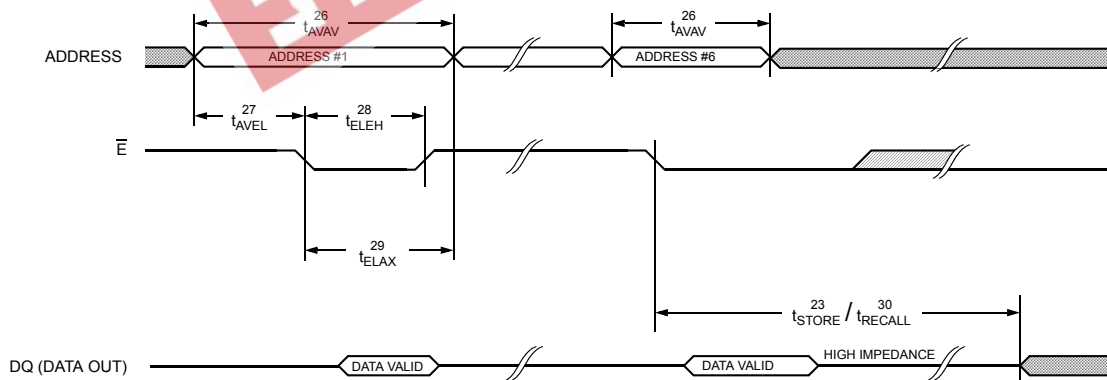 26 26
tAVAV tAVAV
ADDRESS ADDRESS #1 ADDRESS #6
27 28
tAVEL tELEH
E
29
tELAX
23 30
tSTORE / tRECALL
DQ (DATA OUT) DATA VALID DATA VALID HIGH IMPEDANCE